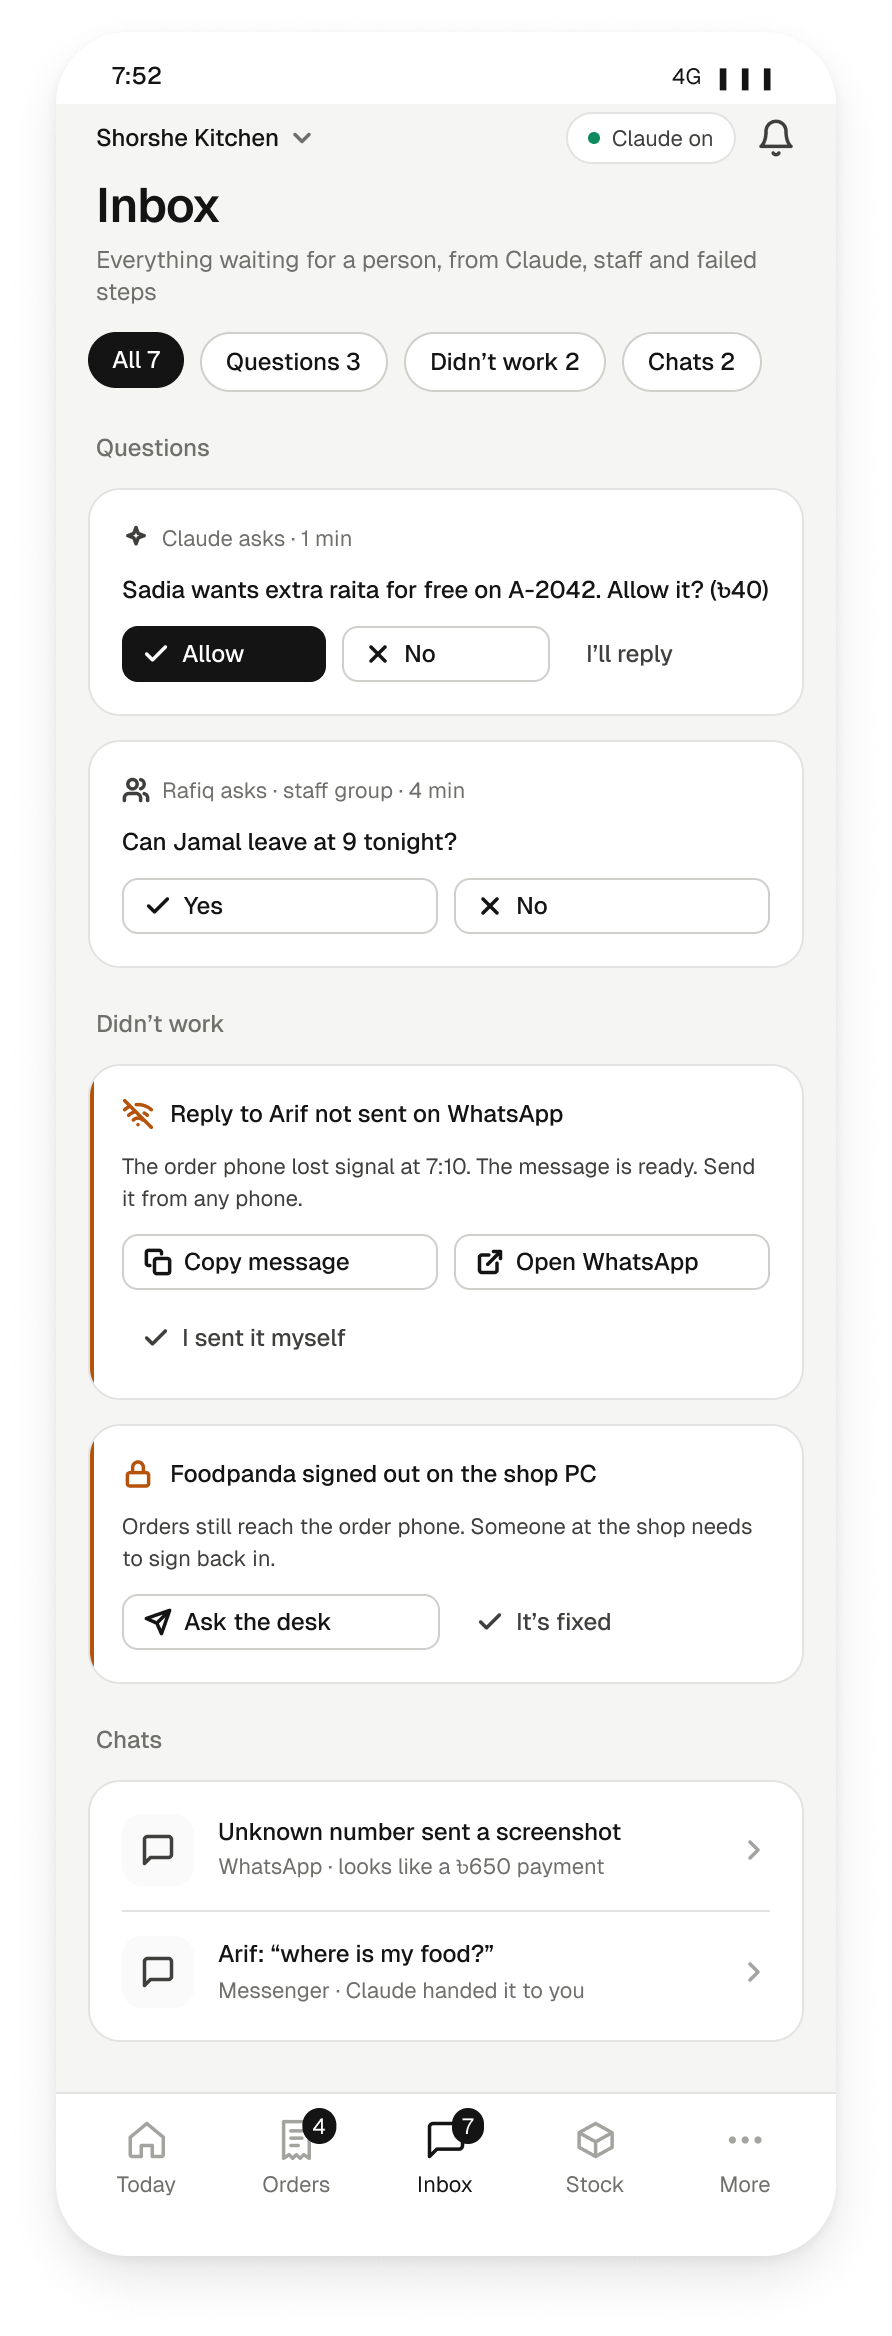 7:52
4G
Shorshe Kitchen
Claude on
Inbox
Everything waiting for a person, from Claude, staff and failed
steps
All 7
Questions 3
Didn’t work 2
Chats 2
Questions
Claude asks · 1 min
Sadia wants extra raita for free on A-2042. Allow it? (৳40)
Allow
No
I’ll reply
Rafiq asks · staff group · 4 min
Can Jamal leave at 9 tonight?
Yes
No
Didn’t work
Reply to Arif not sent on WhatsApp
The order phone lost signal at 7:10. The message is ready. Send
it from any phone.
Copy message
Open WhatsApp
I sent it myself
Foodpanda signed out on the shop PC
Orders still reach the order phone. Someone at the shop needs
to sign back in.
Ask the desk
It’s fixed
Chats
Unknown number sent a screenshot
WhatsApp · looks like a ৳650 payment
Arif: “where is my food?”
Messenger · Claude handed it to you
Today
4
Orders
7
Inbox
Stock
More